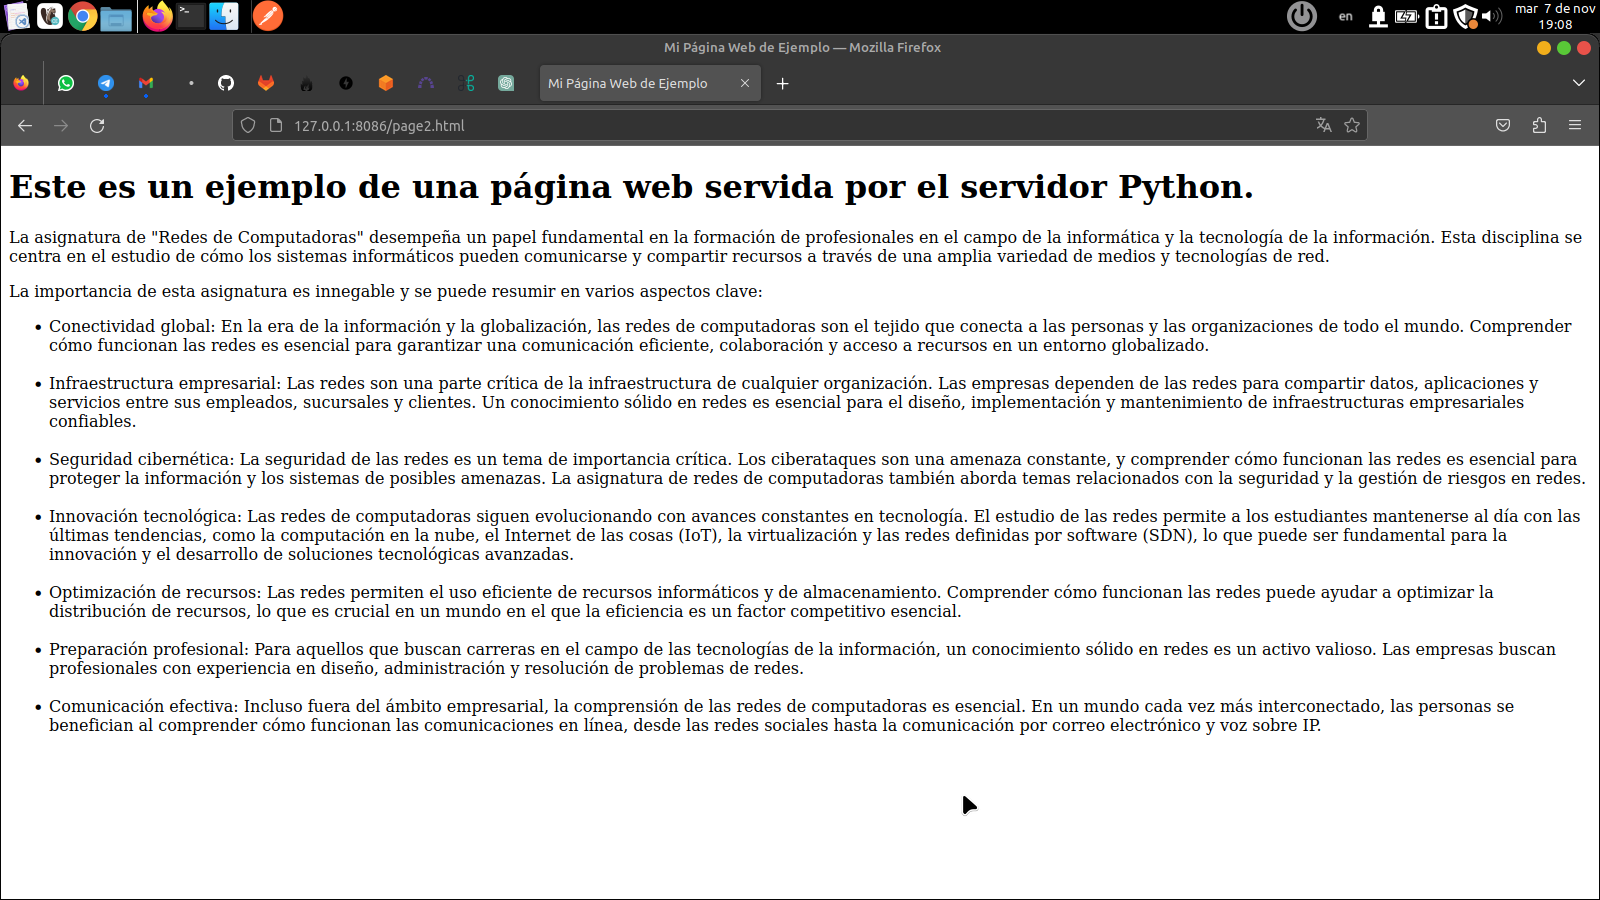 mar 7 de nov
en
19:08
Mi Página Web de Ejemplo — Mozilla Firefox
Mi Página Web de Ejemplo
127.0.0.1:8086/page2.html
Este es un ejemplo de una página web servida por el servidor Python.
La asignatura de "Redes de Computadoras" desempeña un papel fundamental en la formación de profesionales en el campo de la informática y la tecnología de la información. Esta disciplina se
centra en el estudio de cómo los sistemas informáticos pueden comunicarse y compartir recursos a través de una amplia variedad de medios y tecnologías de red.
La importancia de esta asignatura es innegable y se puede resumir en varios aspectos clave:
• Conectividad global: En la era de la información y la globalización, las redes de computadoras son el tejido que conecta a las personas y las organizaciones de todo el mundo. Comprender
cómo funcionan las redes es esencial para garantizar una comunicación eficiente, colaboración y acceso a recursos en un entorno globalizado.
• Infraestructura empresarial: Las redes son una parte crítica de la infraestructura de cualquier organización. Las empresas dependen de las redes para compartir datos, aplicaciones y
servicios entre sus empleados, sucursales y clientes. Un conocimiento sólido en redes es esencial para el diseño, implementación y mantenimiento de infraestructuras empresariales
confiables.
• Seguridad cibernética: La seguridad de las redes es un tema de importancia crítica. Los ciberataques son una amenaza constante, y comprender cómo funcionan las redes es esencial para
proteger la información y los sistemas de posibles amenazas. La asignatura de redes de computadoras también aborda temas relacionados con la seguridad y la gestión de riesgos en redes.
• Innovación tecnológica: Las redes de computadoras siguen evolucionando con avances constantes en tecnología. El estudio de las redes permite a los estudiantes mantenerse al día con las
últimas tendencias, como la computación en la nube, el Internet de las cosas (IoT), la virtualización y las redes definidas por software (SDN), lo que puede ser fundamental para la
innovación y el desarrollo de soluciones tecnológicas avanzadas.
• Optimización de recursos: Las redes permiten el uso eficiente de recursos informáticos y de almacenamiento. Comprender cómo funcionan las redes puede ayudar a optimizar la
distribución de recursos, lo que es crucial en un mundo en el que la eficiencia es un factor competitivo esencial.
• Preparación profesional: Para aquellos que buscan carreras en el campo de las tecnologías de la información, un conocimiento sólido en redes es un activo valioso. Las empresas buscan
profesionales con experiencia en diseño, administración y resolución de problemas de redes.
• Comunicación efectiva: Incluso fuera del ámbito empresarial, la comprensión de las redes de computadoras es esencial. En un mundo cada vez más interconectado, las personas se
benefician al comprender cómo funcionan las comunicaciones en línea, desde las redes sociales hasta la comunicación por correo electrónico y voz sobre IP.